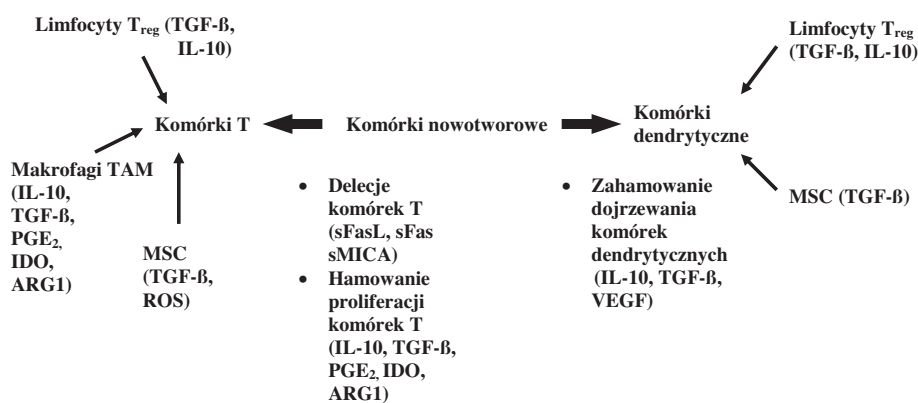 Limfocyty Treg (TGF-ß,
IL-10)
Limfocyty Treg
(TGF-ß, IL-10)
Komórki T
Komórki nowotworowe
Komórki
dendrytyczne
Makrofagi TAM
(IL-10,
TGF-ß,
PGE2,
IDO,
ARG1)
MSC
(TGF-ß,
ROS)
• Delecje
komórek T
(sFasL, sFas
sMICA)
• Hamowanie
proliferacji
komórek T
(IL-10, TGF-ß,
PGE2, IDO,
ARG1)
• Zahamowanie
dojrzewania
komórek
dendrytycznych
(IL-10, TGF-ß,
VEGF)
MSC (TGF-ß)